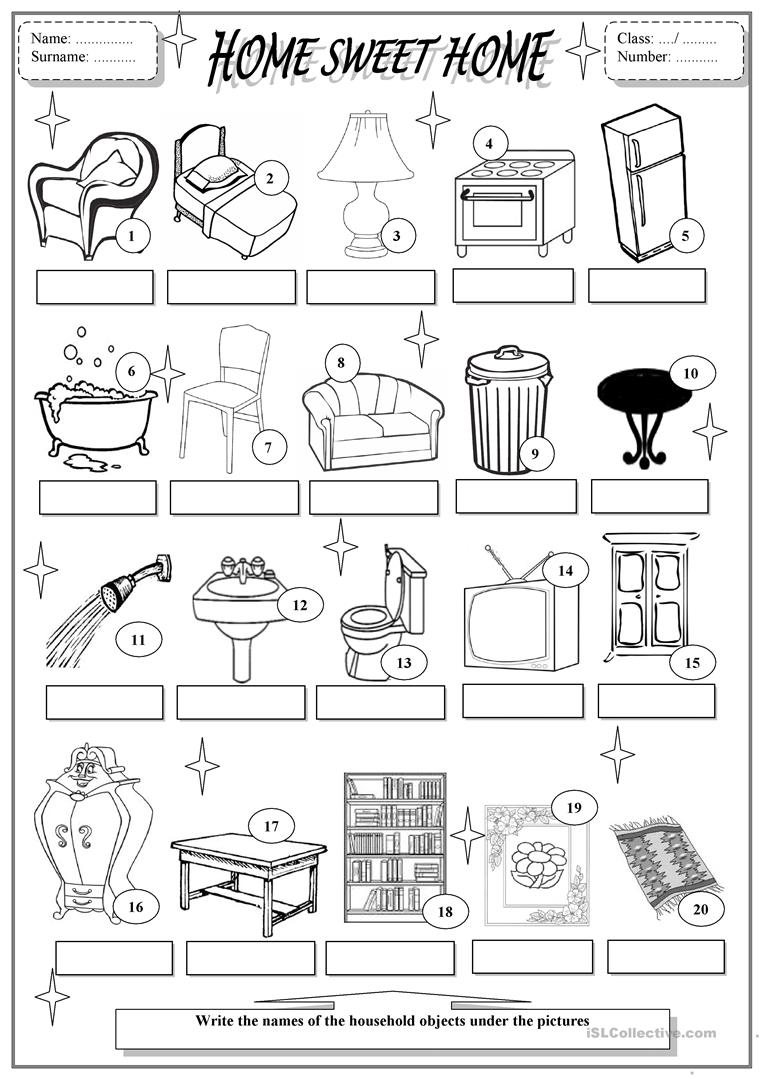 Name: ..............
Surname: ...........
HOME SWEET HOME
Class: ..../ .........
Number: ...........
1
2
3
4
5
6
7
8
9
10
11
12
13
14
15
16
17
18
19
20
Write the names of the household objects under the pictures
iSLCollective.com